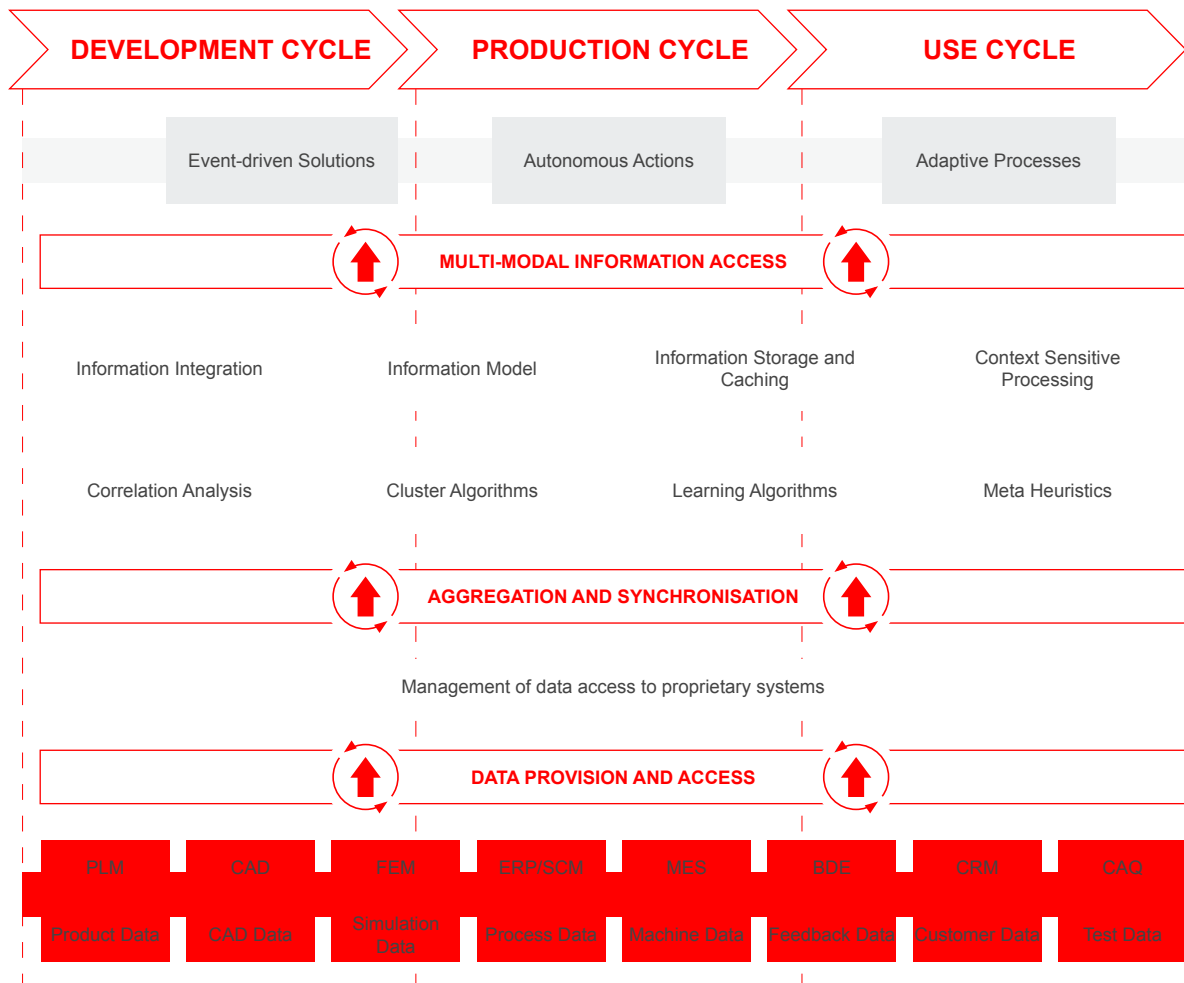 DEVELOPMENT CYCLE
PRODUCTION CYCLE
USE CYCLE
Event-driven Solutions
Autonomous Actions
Adaptive Processes
MULTI-MODAL INFORMATION ACCESS
Information Integration
Information Model
Information Storage and
Caching
Context Sensitive
Processing
Correlation Analysis
Cluster Algorithms
Learning Algorithms
Meta Heuristics
AGGREGATION AND SYNCHRONISATION
Management of data access to proprietary systems
DATA PROVISION AND ACCESS
PLM
CAD
FEM
ERP/SCM
MES
BDE
CRM
CAQ
Product Data
CAD Data
Simulation
Data
Process Data
Machine Data
Feedback Data
Customer Data
Test Data